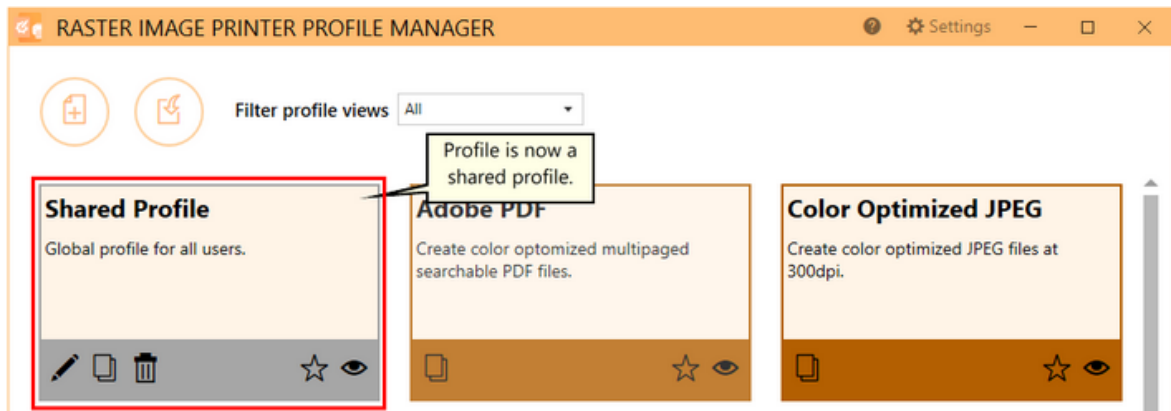 RASTER IMAGE PRINTER PROFILE MANAGER
Settings
Filter profile views
All
Profile is now a
shared profile.
Shared Profile
Global profile for all users.
Adobe PDF
Create color optomized multipaged
searchable PDF files.
Color Optimized JPEG
Create color optimized JPEG files at
300dpi.